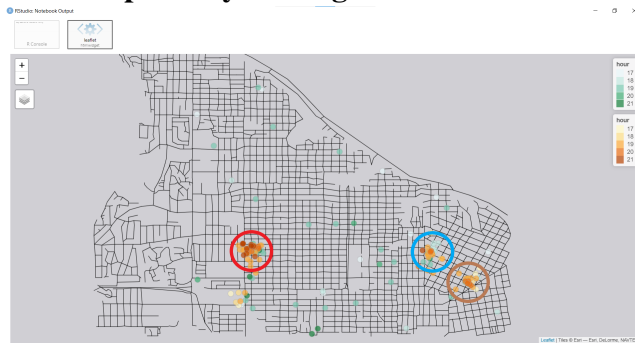 RStudio: Notebook Output
R Console
leaflet
htmlwidget
+
−
hour
17
18
19
20
21
hour
17
18
19
20
21
Leaflet | Tiles © Esri — Esri, DeLorme, NAVTE